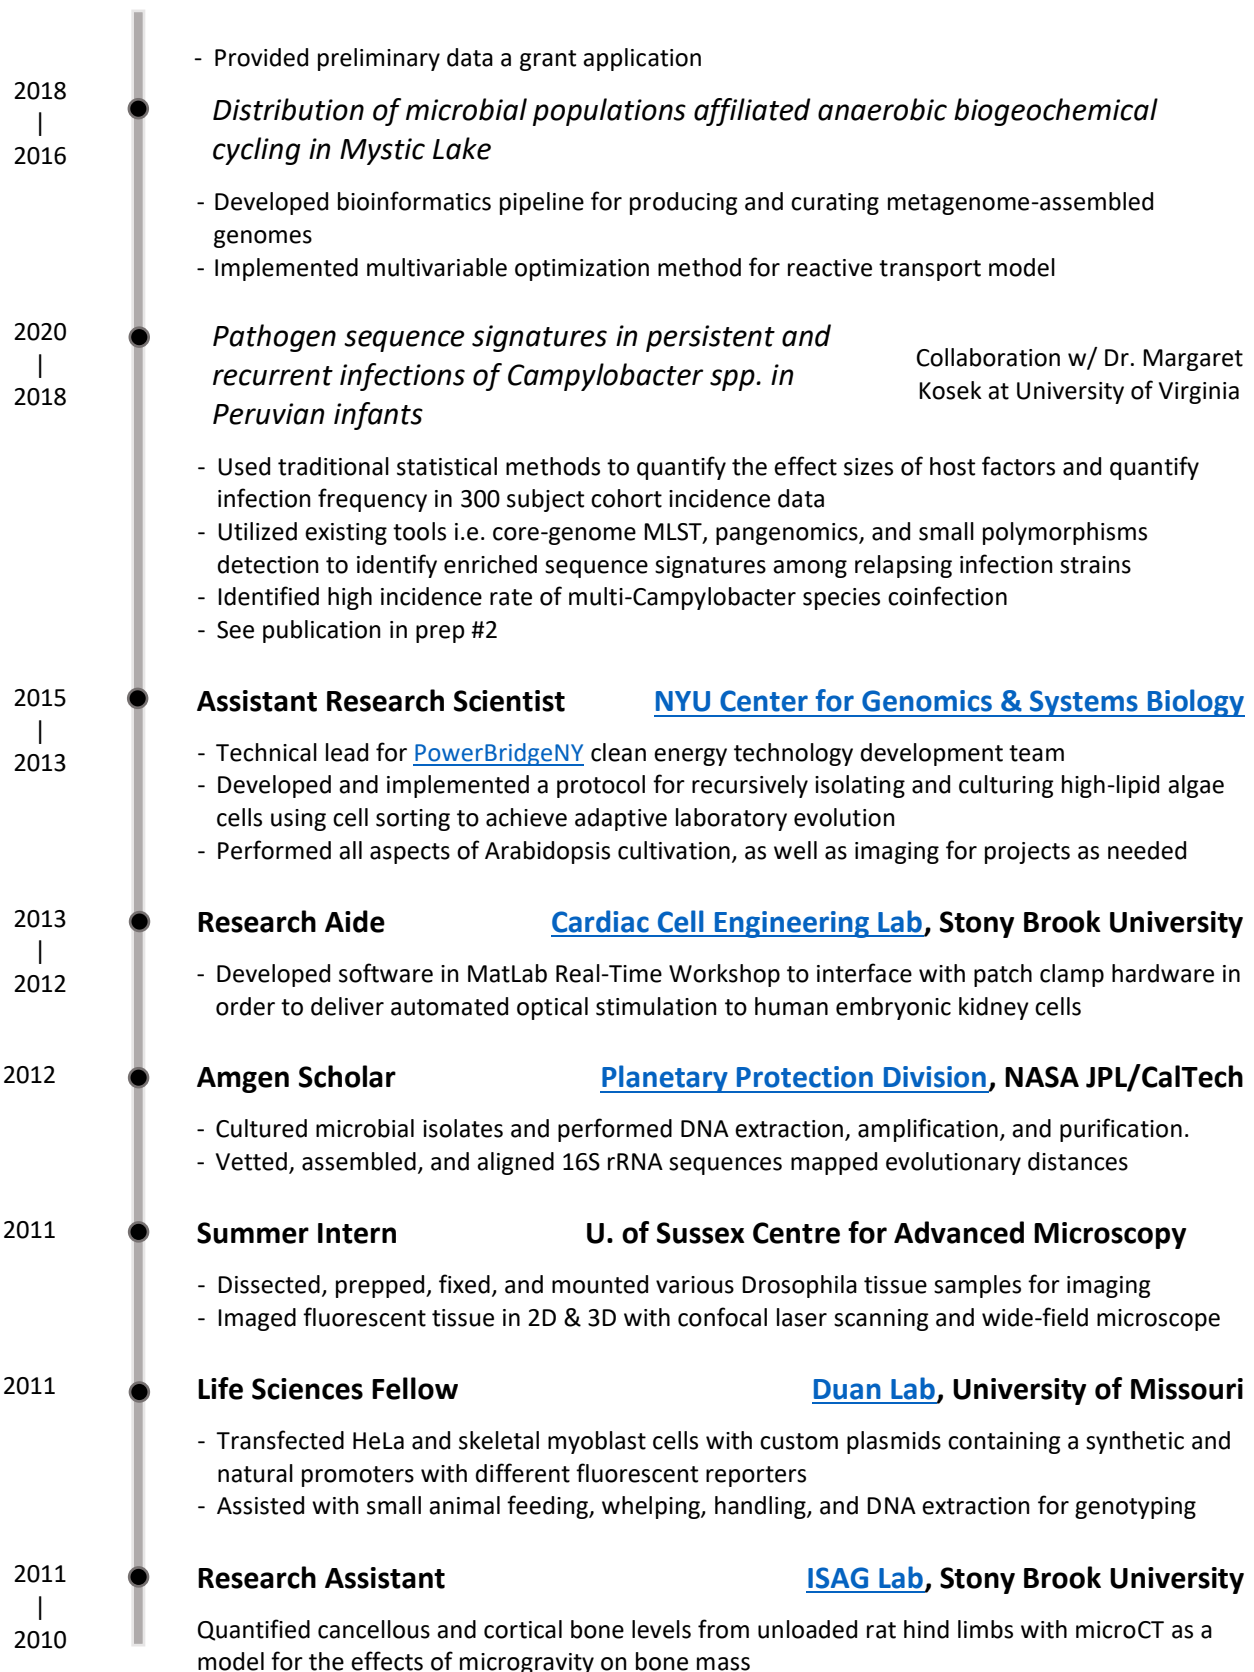 - Provided preliminary data a grant application
2018
|
2016
Distribution of microbial populations affiliated anaerobic biogeochemical
cycling in Mystic Lake
- Developed bioinformatics pipeline for producing and curating metagenome-assembled
genomes
- Implemented multivariable optimization method for reactive transport model
2020
|
2018
Pathogen sequence signatures in persistent and
recurrent infections of Campylobacter spp. in
Peruvian infants
Collaboration w/ Dr. Margaret
Kosek at University of Virginia
- Used traditional statistical methods to quantify the effect sizes of host factors and quantify
infection frequency in 300 subject cohort incidence data
- Utilized existing tools i.e. core-genome MLST, pangenomics, and small polymorphisms
detection to identify enriched sequence signatures among relapsing infection strains
- Identified high incidence rate of multi-Campylobacter species coinfection
- See publication in prep #2
2015
|
2013
Assistant Research Scientist NYU Center for Genomics & Systems Biology
- Technical lead for PowerBridgeNY clean energy technology development team
- Developed and implemented a protocol for recursively isolating and culturing high-lipid algae
cells using cell sorting to achieve adaptive laboratory evolution
- Performed all aspects of Arabidopsis cultivation, as well as imaging for projects as needed
2013
|
2012
Research Aide Cardiac Cell Engineering Lab, Stony Brook University
- Developed software in MatLab Real-Time Workshop to interface with patch clamp hardware in
order to deliver automated optical stimulation to human embryonic kidney cells
2012
Amgen Scholar Planetary Protection Division, NASA JPL/CalTech
- Cultured microbial isolates and performed DNA extraction, amplification, and purification.
- Vetted, assembled, and aligned 16S rRNA sequences mapped evolutionary distances
2011
Summer Intern U. of Sussex Centre for Advanced Microscopy
- Dissected, prepped, fixed, and mounted various Drosophila tissue samples for imaging
- Imaged fluorescent tissue in 2D & 3D with confocal laser scanning and wide-field microscope
2011
Life Sciences Fellow Duan Lab, University of Missouri
- Transfected HeLa and skeletal myoblast cells with custom plasmids containing a synthetic and
natural promoters with different fluorescent reporters
- Assisted with small animal feeding, whelping, handling, and DNA extraction for genotyping
2011
|
2010
Research Assistant ISAG Lab, Stony Brook University
Quantified cancellous and cortical bone levels from unloaded rat hind limbs with microCT as a
model for the effects of microgravity on bone mass